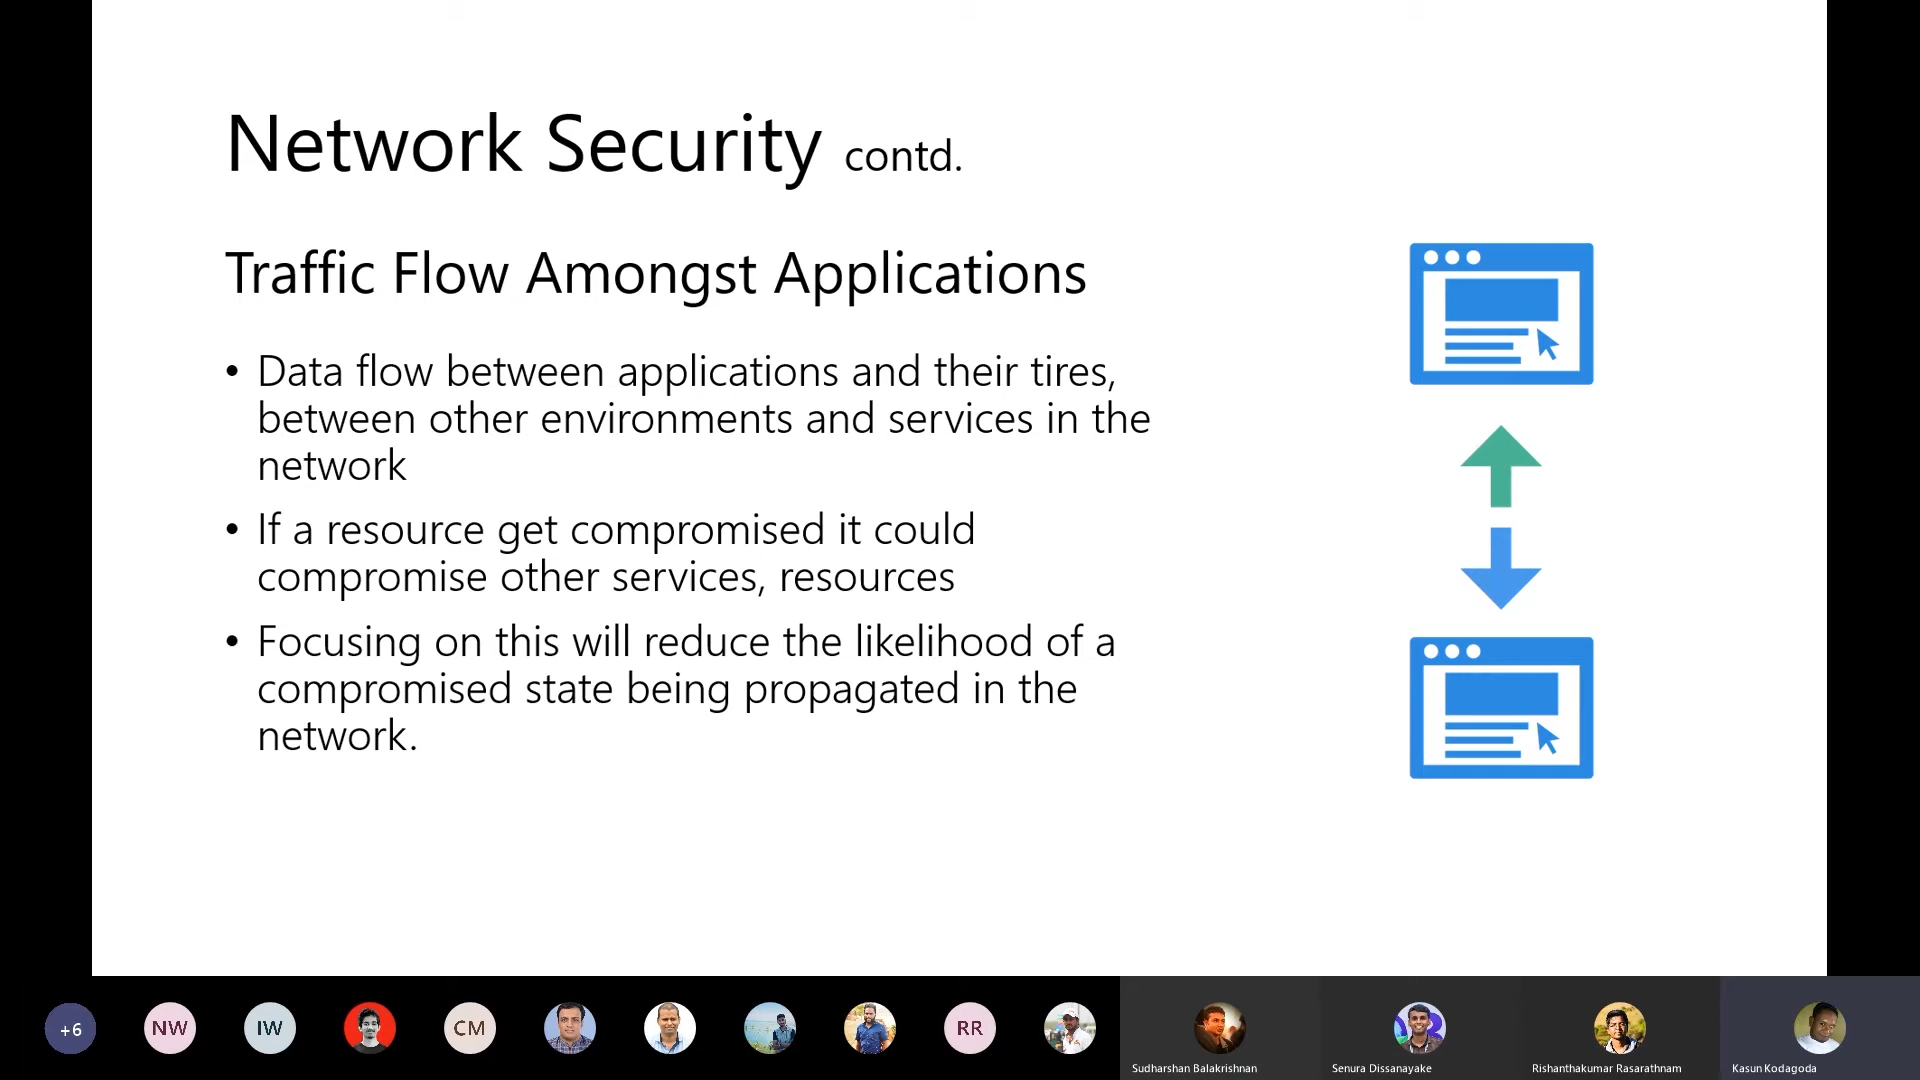 Network Security contd.
Traffic Flow Amongst Applications
• Data flow between applications and their tires,
between other environments and services in the
network
• If a resource get compromised it could
compromise other services, resources
• Focusing on this will reduce the likelihood of a
compromised state being propagated in the
network.
+6
NW
IW
CM
RR
Sudharshan Balakrishnan
Senura Dissanayake
Rishanthakumar Rasarathnam
Kasun Kodagoda